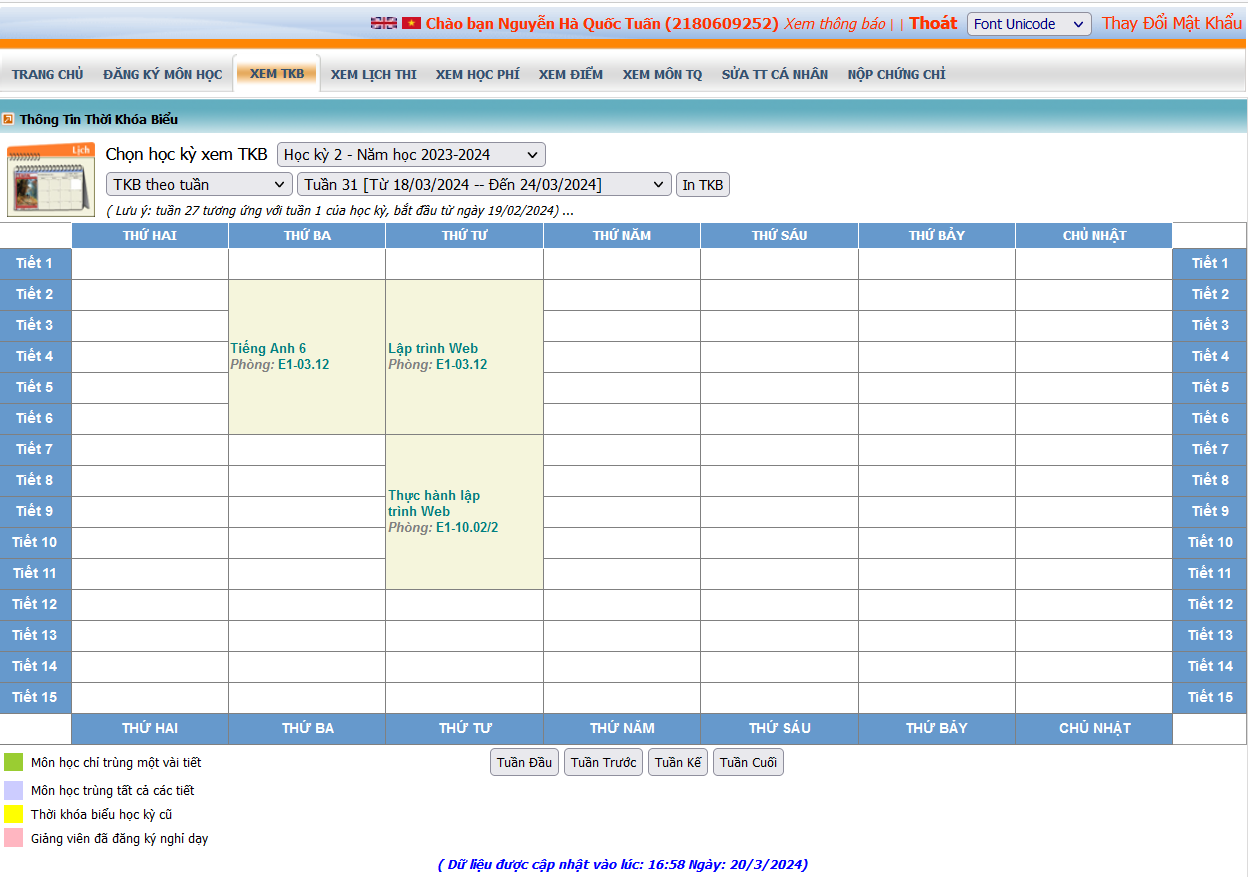 Chào bạn Nguyễn Hà Quốc Tuấn (2180609252) Xem thông báo | | Thoát Font Unicode Thay Đổi Mật Khẩu
TRANG CHỦ ĐĂNG KÝ MÔN HỌC XEM TKB XEM LỊCH THI XEM HỌC PHÍ XEM ĐIỂM XEM MÔN TQ SỬA TT CÁ NHÂN NỘP CHỨNG CHỈ
Thông Tin Thời Khóa Biểu
Lịch
Chọn học kỳ xem TKB Học kỳ 2 - Năm học 2023-2024
TKB theo tuần Tuần 31 [Từ 18/03/2024 -- Đến 24/03/2024] In TKB
( Lưu ý: tuần 27 tương ứng với tuần 1 của học kỳ, bắt đầu từ ngày 19/02/2024) ...
THỨ HAI THỨ BA THỨ TƯ THỨ NĂM THỨ SÁU THỨ BẢY CHỦ NHẬT
Tiết 1 Tiết 1
Tiết 2 Tiết 2
Tiết 3 Tiết 3
Tiết 4 Tiếng Anh 6 Lập trình Web Tiết 4
Phòng: E1-03.12 Phòng: E1-03.12
Tiết 5 Tiết 5
Tiết 6 Tiết 6
Tiết 7 Tiết 7
Tiết 8 Tiết 8
Thực hành lập
Tiết 9 trình Web Tiết 9
Phòng: E1-10.02/2
Tiết 10 Tiết 10
Tiết 11 Tiết 11
Tiết 12 Tiết 12
Tiết 13 Tiết 13
Tiết 14 Tiết 14
Tiết 15 Tiết 15
THỨ HAI THỨ BA THỨ TƯ THỨ NĂM THỨ SÁU THỨ BẢY CHỦ NHẬT
Môn học chỉ trùng một vài tiết Tuần Đầu Tuần Trước Tuần Kế Tuần Cuối
Môn học trùng tất cả các tiết
Thời khóa biểu học kỳ cũ
Giảng viên đã đăng ký nghỉ dạy
( Dữ liệu được cập nhật vào lúc: 16:58 Ngày: 20/3/2024)